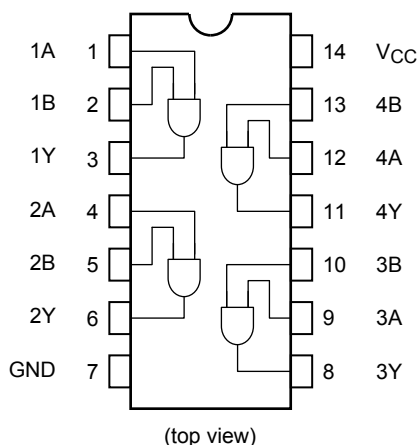 1A 1 14 VCC
1B 2 13 4B
1Y 3 12 4A
2A 4 11 4Y
2B 5 10 3B
2Y 6 9 3A
GND 7 8 3Y
(top view)